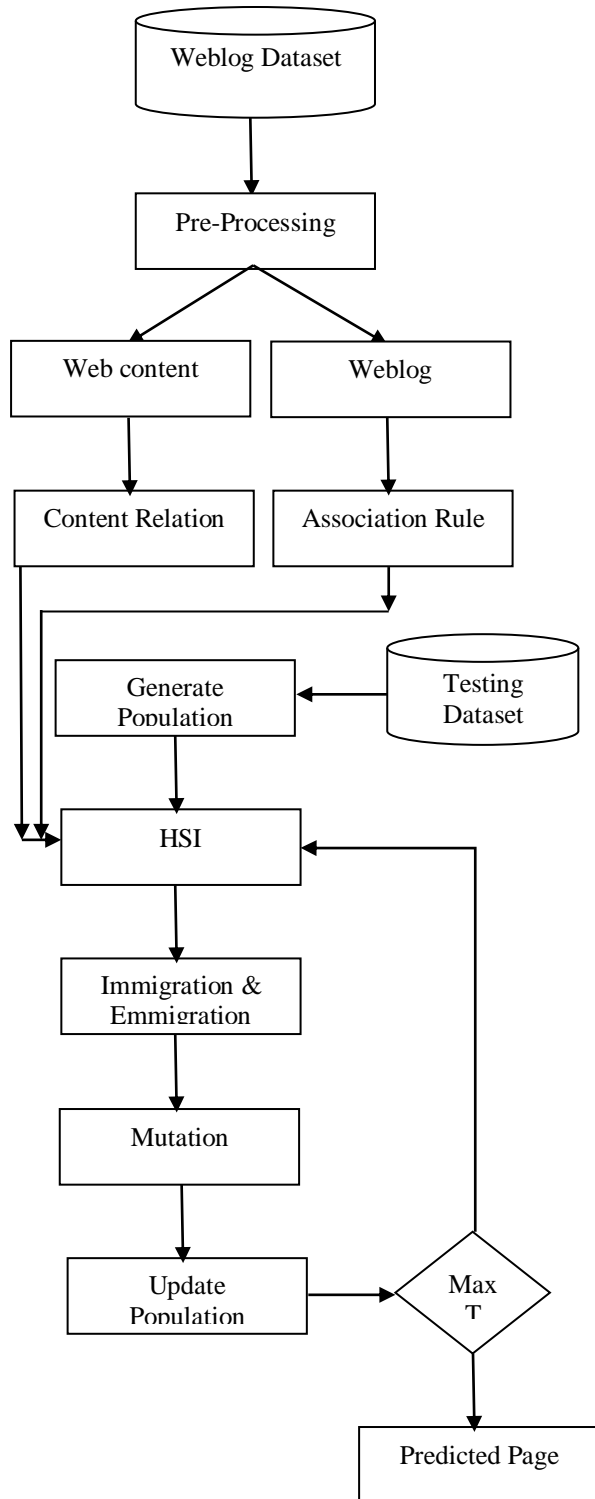 Weblog Dataset
Pre-Processing
Web content
Weblog
Content Relation
Association Rule
Generate
Population
Testing
Dataset
HSI
Immigration &
Emmigration
Mutation
Update
Population
Max
T
Predicted Page